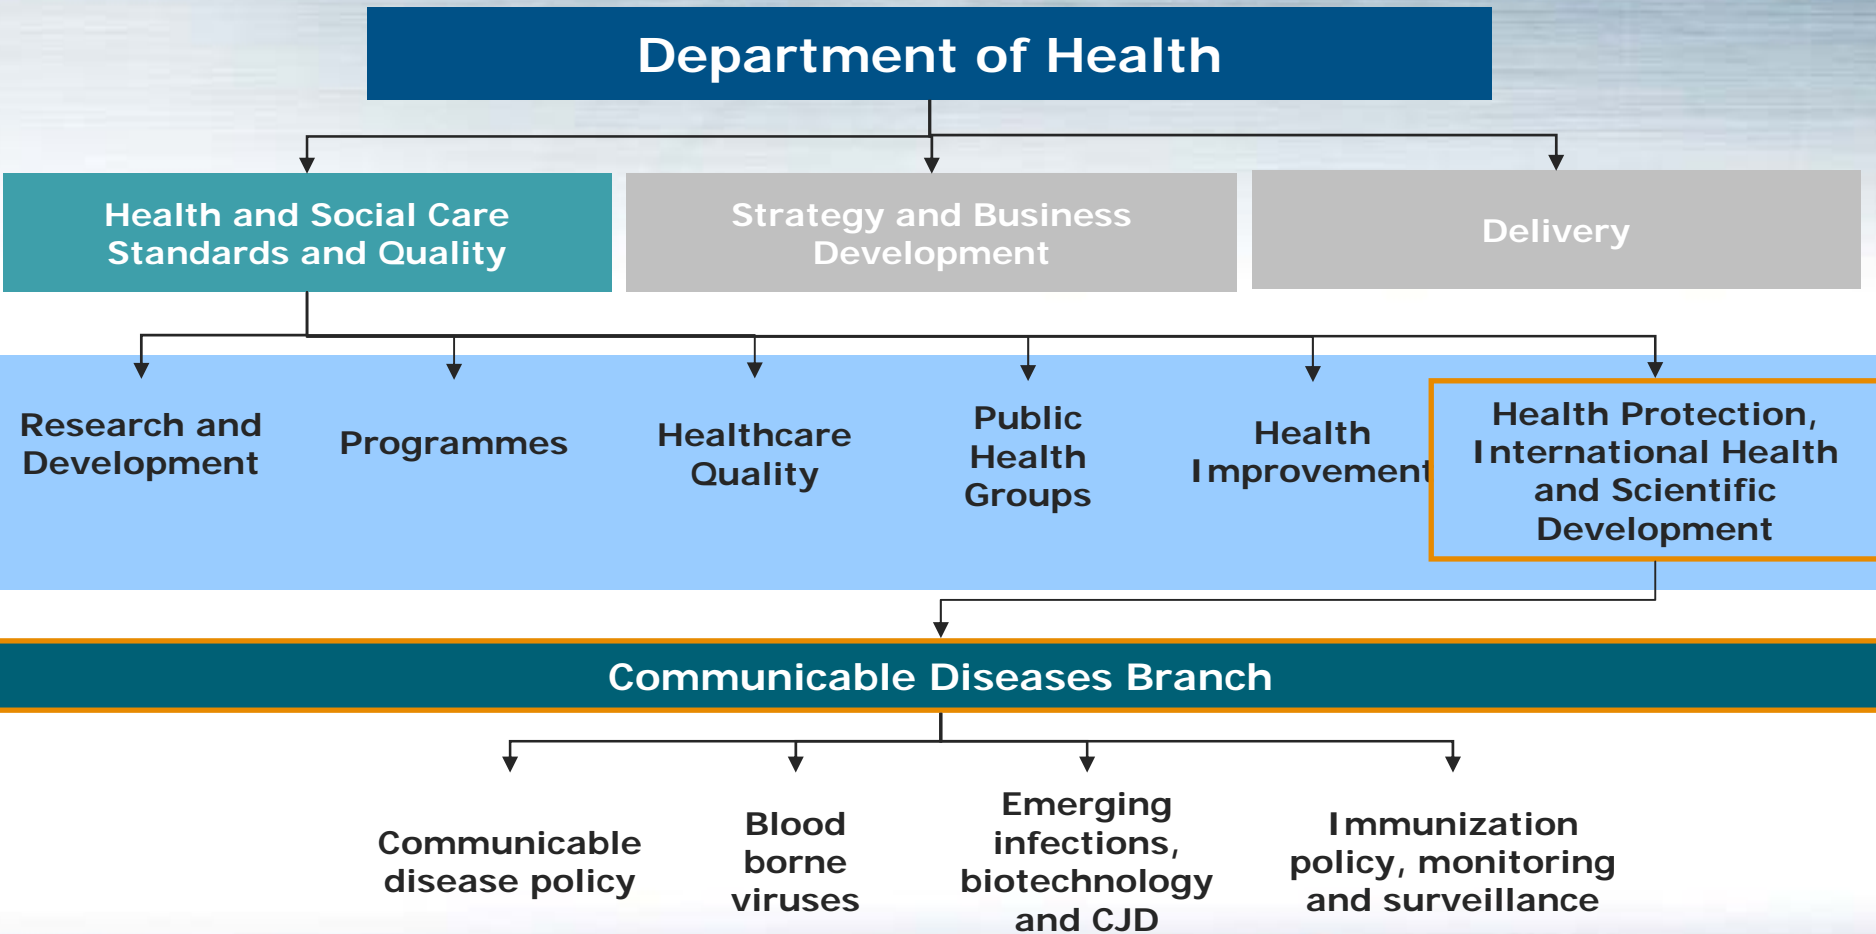 Department of Health
Health and Social Care
Standards and Quality
Strategy and Business
Development
Delivery
Research and
Development
Programmes
Healthcare
Quality
Public
Health
Groups
Health
Improvement
Health Protection,
International Health
and Scientific
Development
Communicable Diseases Branch
Communicable
disease policy
Blood
borne
viruses
Emerging
infections,
biotechnology
and CJD
Immunization
policy, monitoring
and surveillance